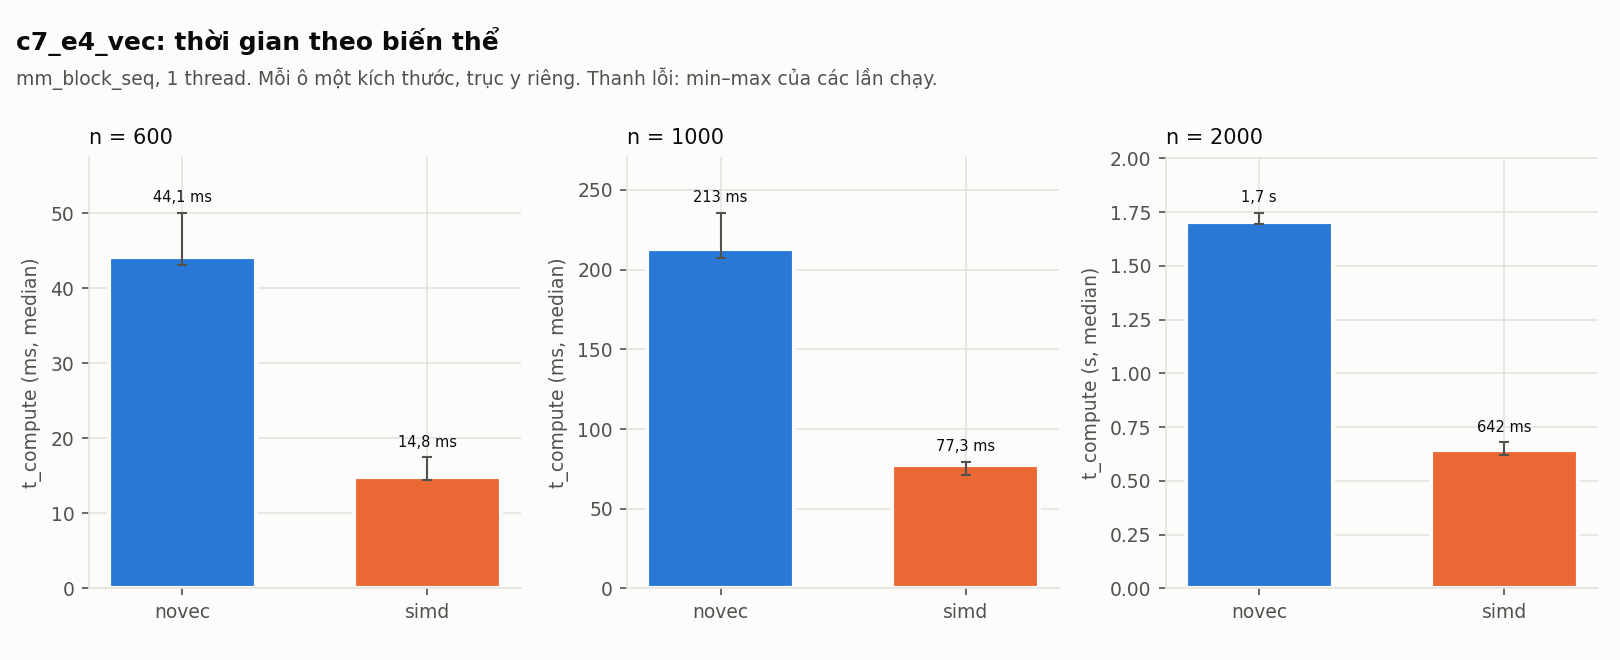 c7_e4_vec: thời gian theo biến thể
mm_block_seq, 1 thread. Mỗi ô một kích thước, trục y riêng. Thanh lỗi: min–max của các lần chạy.
n = 600
t_compute (ms, median)
50
40
30
20
10
0
44,1 ms
14,8 ms
novec
simd
n = 1000
t_compute (ms, median)
250
200
150
100
50
0
213 ms
77,3 ms
novec
simd
n = 2000
t_compute (s, median)
2.00
1.75
1.50
1.25
1.00
0.75
0.50
0.25
0.00
1,7 s
642 ms
novec
simd